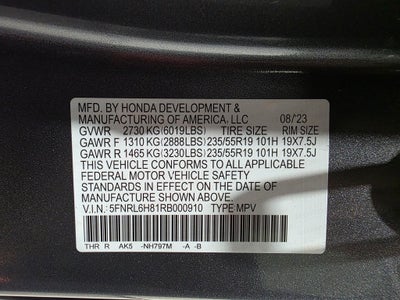 MFD. BY HONDA DEVELOPMENT &
MANUFACTURING OF AMERICA, LLC 08/'23
GVWR 2730 KG (6019LBS) TIRE SIZE RIM SIZE
GAWR F 1310 KG (2888LBS) 235/55R19 101H 19X7.5J
GAWR R 1465 KG (3230LBS) 235/55R19 101H 19X7.5J
THIS VEHICLE CONFORMS TO ALL APPLICABLE
FEDERAL MOTOR VEHICLE SAFETY
STANDARDS IN EFFECT ON THE DATE OF
MANUFACTURE SHOWN ABOVE.
V.I.N. 5FNRL6H81RB000910 TYPE:MPV
THR R AK5 -NH797M -A -B